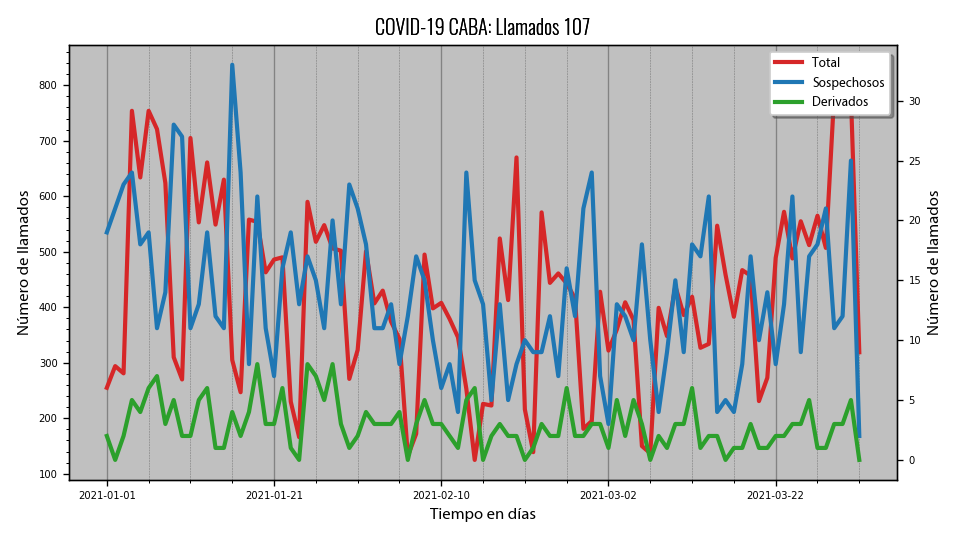 COVID-19 CABA: Llamados 107
Total
Sospechosos
Derivados
Número de llamados
800
700
600
500
400
300
200
100
30
25
20
15
10
5
0
Número de llamados
2021-01-01
2021-01-21
2021-02-10
2021-03-02
2021-03-22
Tiempo en días